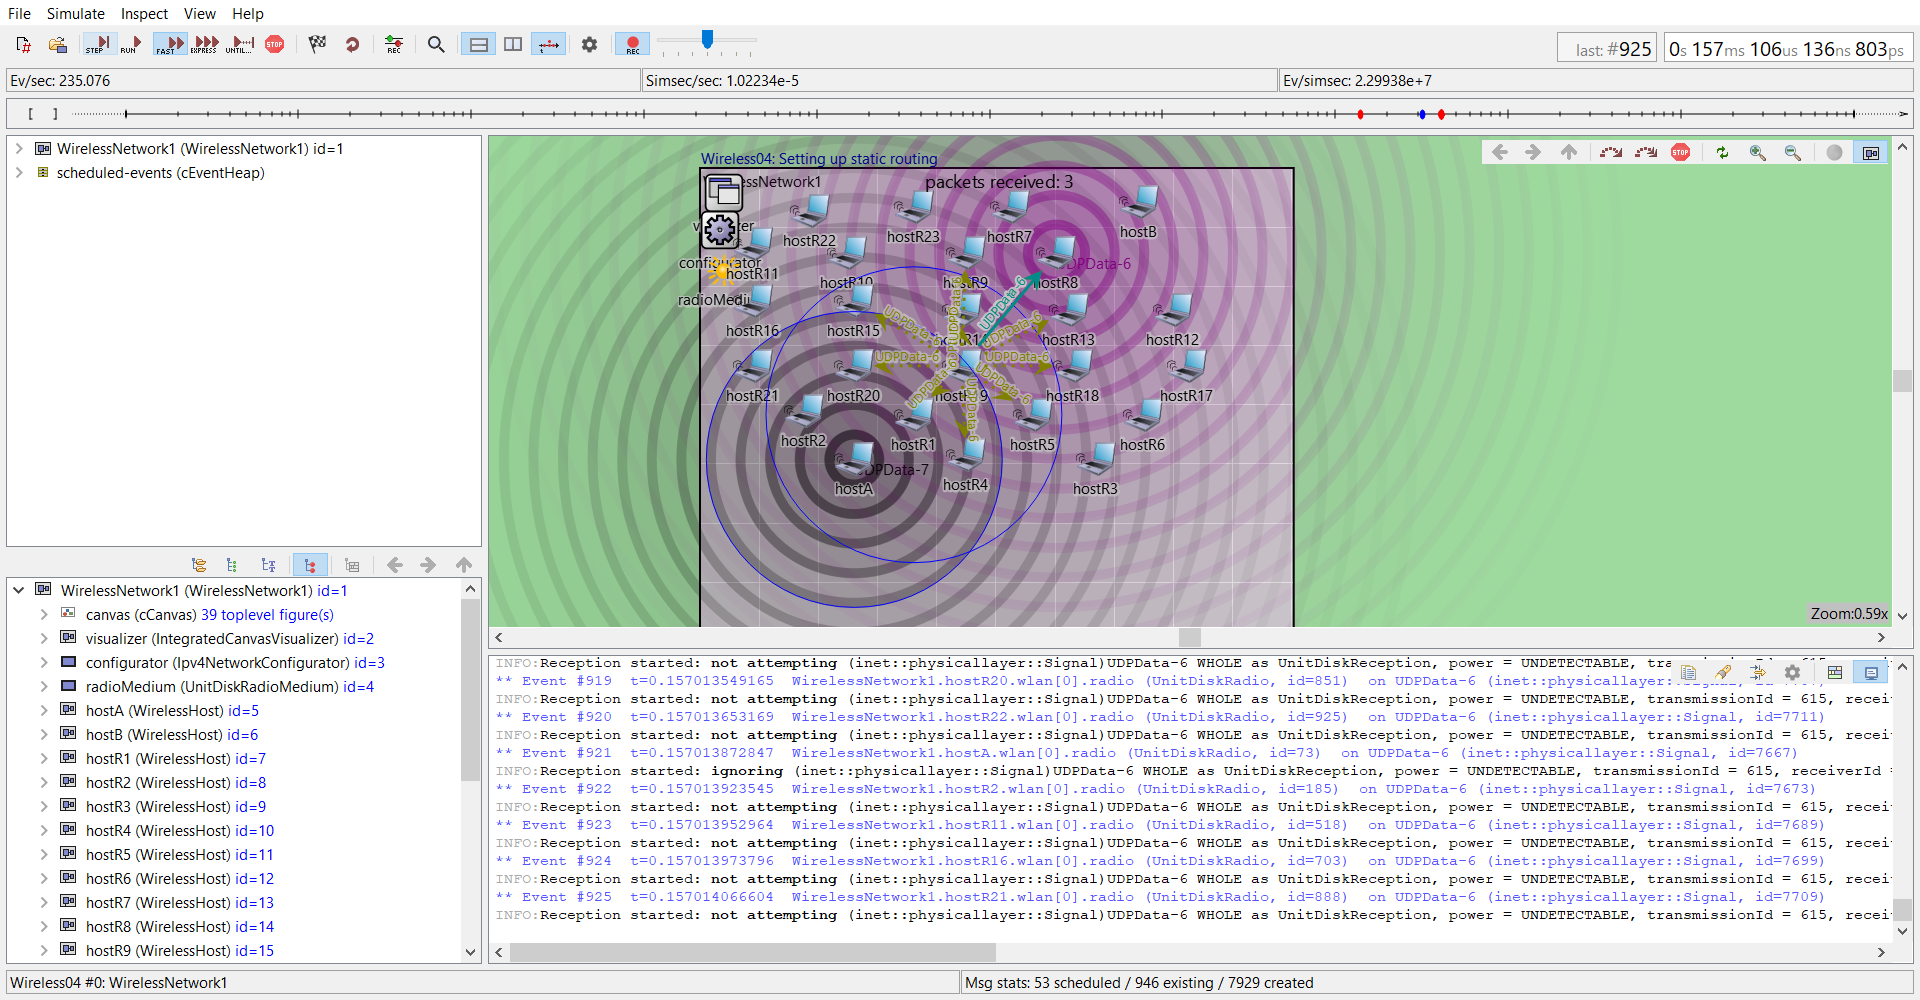 File Simulate Inspect View Help
STEP RUN FAST EXPRESS UNTIL... STOP REC REC
last: #925 0s 157ms 106us 136ns 803ps
Ev/sec: 235.076 Simsec/sec: 1.02234e-5 Ev/simsec: 2.29938e+7
[ ]
WirelessNetwork1 (WirelessNetwork1) id=1
scheduled-events (cEventHeap)
WirelessNetwork1 (WirelessNetwork1) id=1
canvas (cCanvas) 39 toplevel figure(s)
visualizer (IntegratedCanvasVisualizer) id=2
configurator (Ipv4NetworkConfigurator) id=3
radioMedium (UnitDiskRadioMedium) id=4
hostA (WirelessHost) id=5
hostB (WirelessHost) id=6
hostR1 (WirelessHost) id=7
hostR2 (WirelessHost) id=8
hostR3 (WirelessHost) id=9
hostR4 (WirelessHost) id=10
hostR5 (WirelessHost) id=11
hostR6 (WirelessHost) id=12
hostR7 (WirelessHost) id=13
hostR8 (WirelessHost) id=14
hostR9 (WirelessHost) id=15
Wireless04: Setting up static routing
STOP
essNetwork1 packets received: 3
hostR22 hostR23 hostR7 hostB
configurator
hostR11 hostR10 hostR9 hostR8
UDPData-6
radioMedi
hostR16 hostR15 hostR13 hostR12
UDPData-6
UDPData-6
UDPData-6
UDPData-6 UDPData-6
UDPData-6 UDPData-6
UDPData-6
hostR21 hostR20 hostR18 hostR17
hostR2 hostR1 hostR5 hostR6
DPData-7
hostA hostR4 hostR3
Zoom:0.59x
INFO:Reception started: not attempting (inet::physicallayer::Signal)UDPData-6 WHOLE as UnitDiskReception, power = UNDETECTABLE, transmissionId = 615, recei
** Event #919 t=0.157013549165 WirelessNetwork1.hostR20.wlan[0].radio (UnitDiskRadio, id=851) on UDPData-6 (inet::physicallayer::Signal,
INFO:Reception started: not attempting (inet::physicallayer::Signal)UDPData-6 WHOLE as UnitDiskReception, power = UNDETECTABLE, transmissionId = 615, recei
** Event #920 t=0.157013653169 WirelessNetwork1.hostR22.wlan[0].radio (UnitDiskRadio, id=925) on UDPData-6 (inet::physicallayer::Signal, id=7711)
INFO:Reception started: not attempting (inet::physicallayer::Signal)UDPData-6 WHOLE as UnitDiskReception, power = UNDETECTABLE, transmissionId = 615, recei
** Event #921 t=0.157013872847 WirelessNetwork1.hostA.wlan[0].radio (UnitDiskRadio, id=73) on UDPData-6 (inet::physicallayer::Signal, id=7667)
INFO:Reception started: ignoring (inet::physicallayer::Signal)UDPData-6 WHOLE as UnitDiskReception, power = UNDETECTABLE, transmissionId = 615, receiverId =
** Event #922 t=0.157013923545 WirelessNetwork1.hostR2.wlan[0].radio (UnitDiskRadio, id=185) on UDPData-6 (inet::physicallayer::Signal, id=7673)
INFO:Reception started: not attempting (inet::physicallayer::Signal)UDPData-6 WHOLE as UnitDiskReception, power = UNDETECTABLE, transmissionId = 615, recei
** Event #923 t=0.157013952964 WirelessNetwork1.hostR11.wlan[0].radio (UnitDiskRadio, id=518) on UDPData-6 (inet::physicallayer::Signal, id=7689)
INFO:Reception started: not attempting (inet::physicallayer::Signal)UDPData-6 WHOLE as UnitDiskReception, power = UNDETECTABLE, transmissionId = 615, recei
** Event #924 t=0.157013973796 WirelessNetwork1.hostR16.wlan[0].radio (UnitDiskRadio, id=703) on UDPData-6 (inet::physicallayer::Signal, id=7699)
INFO:Reception started: not attempting (inet::physicallayer::Signal)UDPData-6 WHOLE as UnitDiskReception, power = UNDETECTABLE, transmissionId = 615, recei
** Event #925 t=0.157014066604 WirelessNetwork1.hostR21.wlan[0].radio (UnitDiskRadio, id=888) on UDPData-6 (inet::physicallayer::Signal, id=7709)
INFO:Reception started: not attempting (inet::physicallayer::Signal)UDPData-6 WHOLE as UnitDiskReception, power = UNDETECTABLE, transmissionId = 615, recei
Wireless04 #0: WirelessNetwork1 Msg stats: 53 scheduled / 946 existing / 7929 created